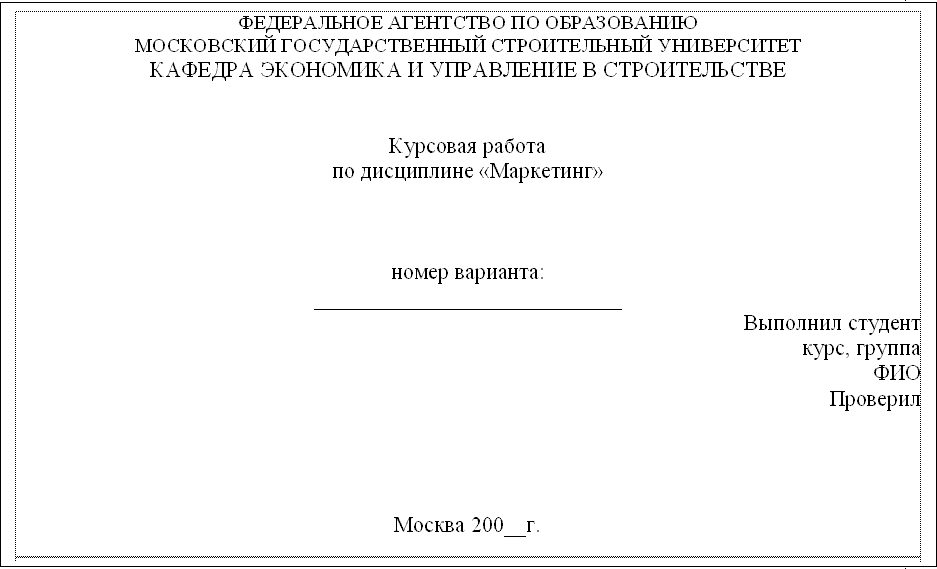 ФЕДЕРАЛЬНОЕ АГЕНТСТВО ПО ОБРАЗОВАНИЮ
МОСКОВСКИЙ ГОСУДАРСТВЕННЫЙ СТРОИТЕЛЬНЫЙ УНИВЕРСИТЕТ
КАФЕДРА ЭКОНОМИКА И УПРАВЛЕНИЕ В СТРОИТЕЛЬСТВЕ
Курсовая работа
по дисциплине «Маркетинг»
номер варианта:
____________________________
Выполнил студент
курс, группа
ФИО
Проверил
Москва 200__г.